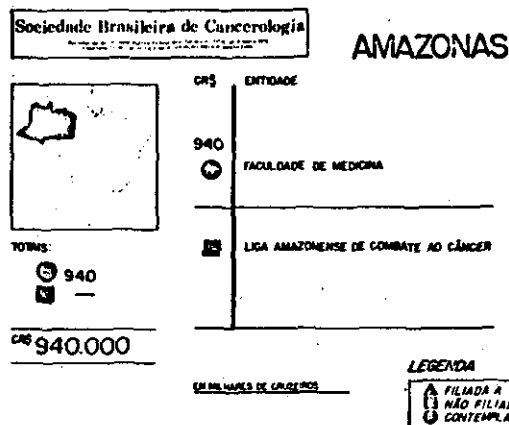 Sociedade Brasileira de Cancerologia
AMAZONAS
CR$ ENTIDADE
940
FACULDADE DE MEDICINA
LIGA AMAZONENSE DE COMBATE AO CÂNCER
TOTAIS:
940
—
CR$ 940.000
EM MILHARES DE CRUZEIROS
LEGENDA
FILIADA A
NÃO FILIAD
CONTEMPLA